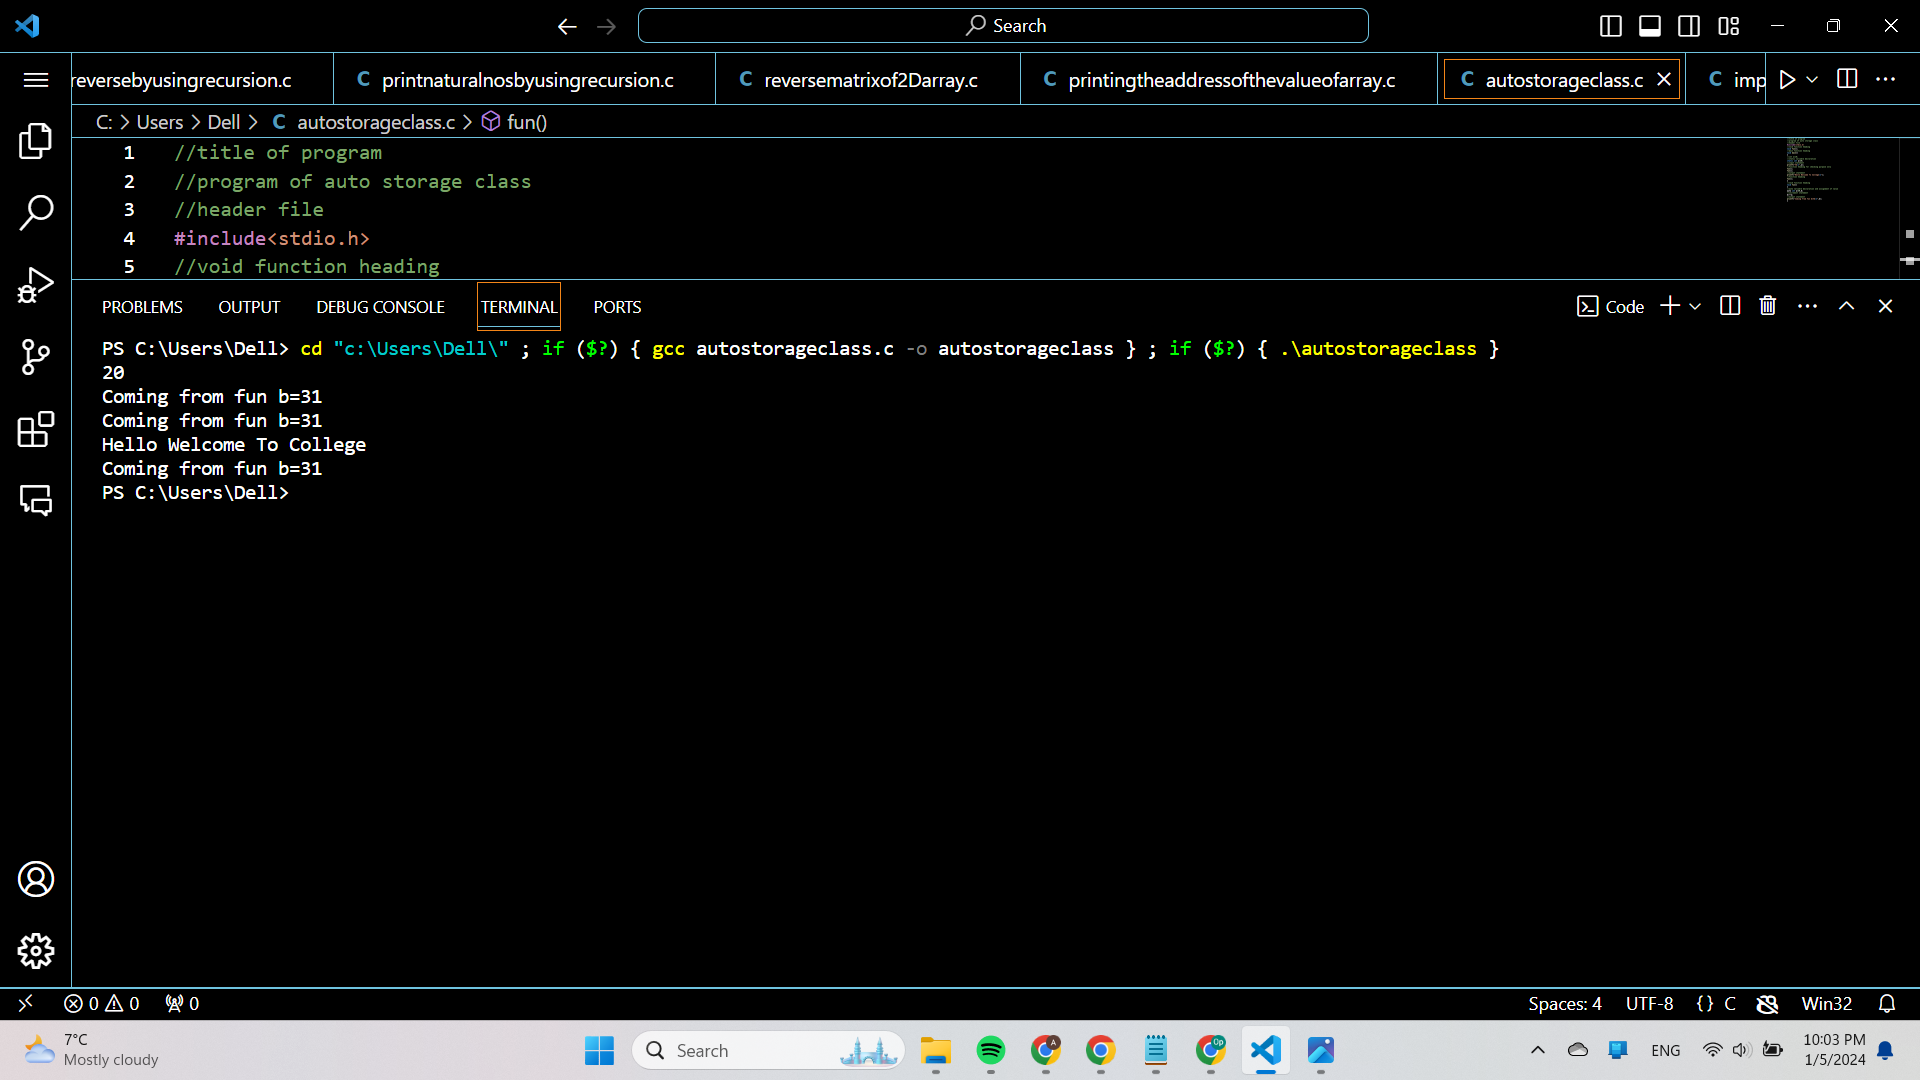 Search
reversebyusingrecursion.c
C printnaturalnosbyusingrecursion.c
C reversematrixof2Darray.c
C printingtheaddressofthevalueofarray.c
C autostorageclass.c
C imp
C: > Users > Dell > C autostorageclass.c > fun()
1 //title of program
2 //program of auto storage class
3 //header file
4 #include<stdio.h>
5 //void function heading
PROBLEMS OUTPUT DEBUG CONSOLE TERMINAL PORTS
Code
PS C:\Users\Dell> cd "c:\Users\Dell\" ; if ($?) { gcc autostorageclass.c -o autostorageclass } ; if ($?) { .\autostorageclass }
20
Coming from fun b=31
Coming from fun b=31
Hello Welcome To College
Coming from fun b=31
PS C:\Users\Dell>
0 0 0
Spaces: 4 UTF-8 {} C Win32
7°C
Mostly cloudy
Search
A
Op
ENG
10:03 PM
1/5/2024